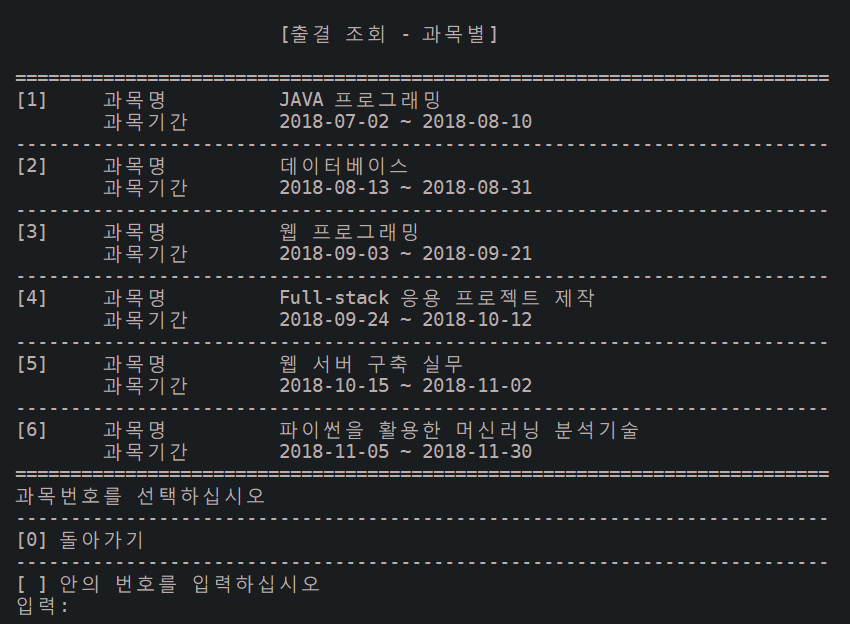 [출결 조회 - 과목별]
==========================================================================
[1] 과목명 JAVA 프로그래밍
과목기간 2018-07-02 ~ 2018-08-10
--------------------------------------------------------------------------
[2] 과목명 데이터베이스
과목기간 2018-08-13 ~ 2018-08-31
--------------------------------------------------------------------------
[3] 과목명 웹 프로그래밍
과목기간 2018-09-03 ~ 2018-09-21
--------------------------------------------------------------------------
[4] 과목명 Full-stack 응용 프로젝트 제작
과목기간 2018-09-24 ~ 2018-10-12
--------------------------------------------------------------------------
[5] 과목명 웹 서버 구축 실무
과목기간 2018-10-15 ~ 2018-11-02
--------------------------------------------------------------------------
[6] 과목명 파이썬을 활용한 머신러닝 분석기술
과목기간 2018-11-05 ~ 2018-11-30
==========================================================================
과목번호를 선택하십시오
--------------------------------------------------------------------------
[0] 돌아가기
--------------------------------------------------------------------------
[ ] 안의 번호를 입력하십시오
입력: